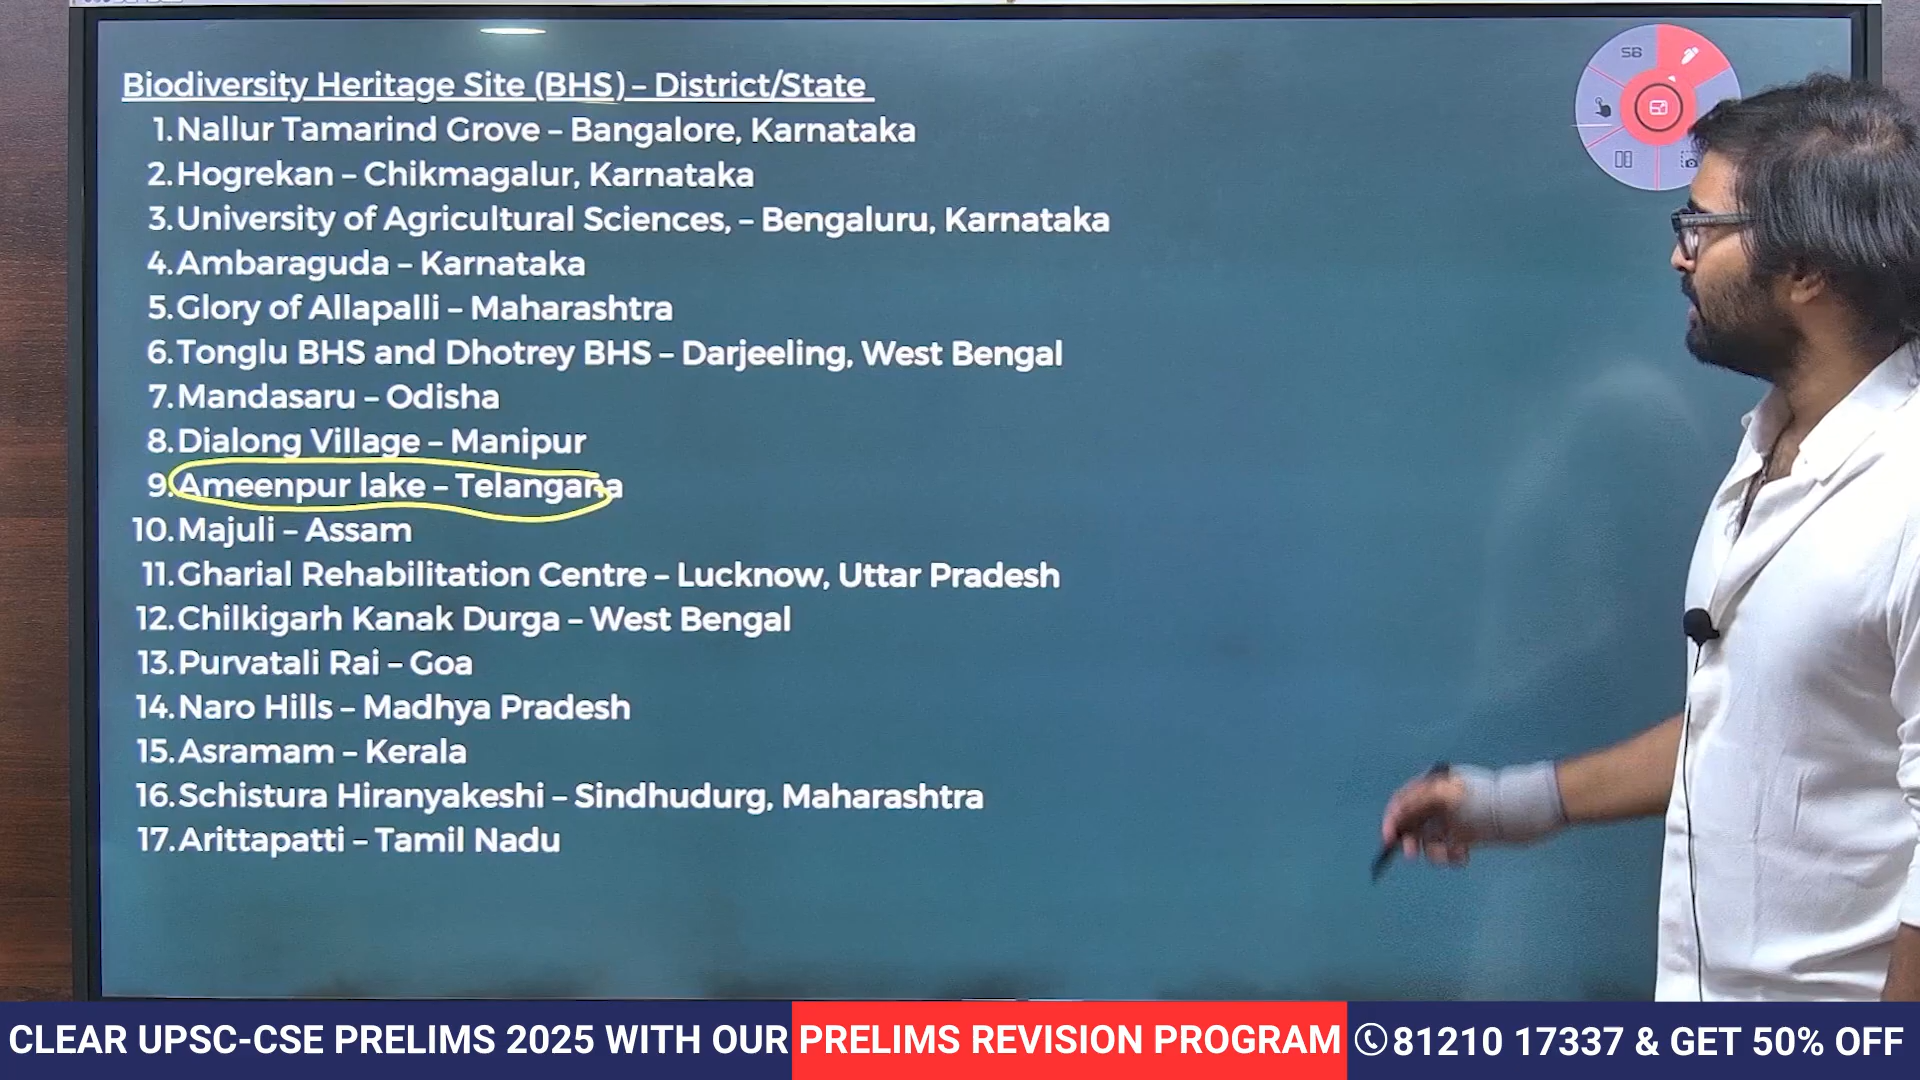 Biodiversity Heritage Site (BHS) – District/State
1. Nallur Tamarind Grove – Bangalore, Karnataka
2. Hogrekan – Chikmagalur, Karnataka
3. University of Agricultural Sciences, – Bengaluru, Karnataka
4. Ambaraguda – Karnataka
5. Glory of Allapalli – Maharashtra
6. Tonglu BHS and Dhotrey BHS – Darjeeling, West Bengal
7. Mandasaru – Odisha
8. Dialong Village – Manipur
9. Ameenpur lake – Telangana
10. Majuli – Assam
11. Gharial Rehabilitation Centre – Lucknow, Uttar Pradesh
12. Chilkigarh Kanak Durga – West Bengal
13. Purvatali Rai – Goa
14. Naro Hills – Madhya Pradesh
15. Asramam – Kerala
16. Schistura Hiranyakeshi – Sindhudurg, Maharashtra
17. Arittapatti – Tamil Nadu
SB
CLEAR UPSC-CSE PRELIMS 2025 WITH OUR PRELIMS REVISION PROGRAM 81210 17337 & GET 50% OFF